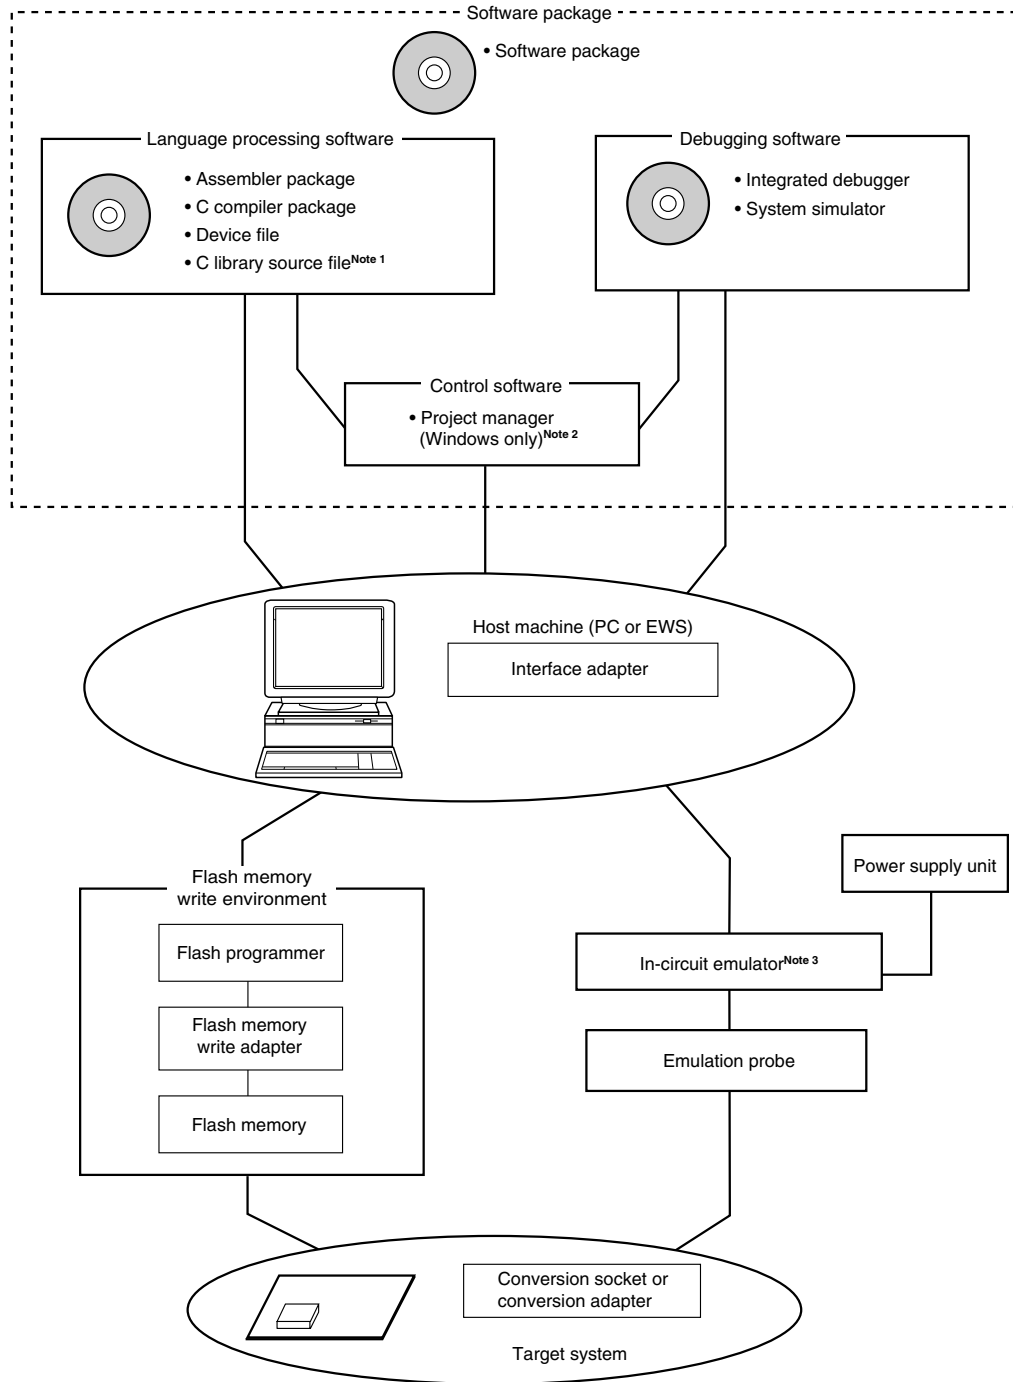 Software package
• Software package
Language processing software
• Assembler package
• C compiler package
• Device file
• C library source fileNote 1
Debugging software
• Integrated debugger
• System simulator
Control software
• Project manager
(Windows only)Note 2
Host machine (PC or EWS)
Interface adapter
Power supply unit
Flash memory
write environment
Flash programmer
Flash memory
write adapter
Flash memory
In-circuit emulatorNote 3
Emulation probe
Conversion socket or
conversion adapter
Target system